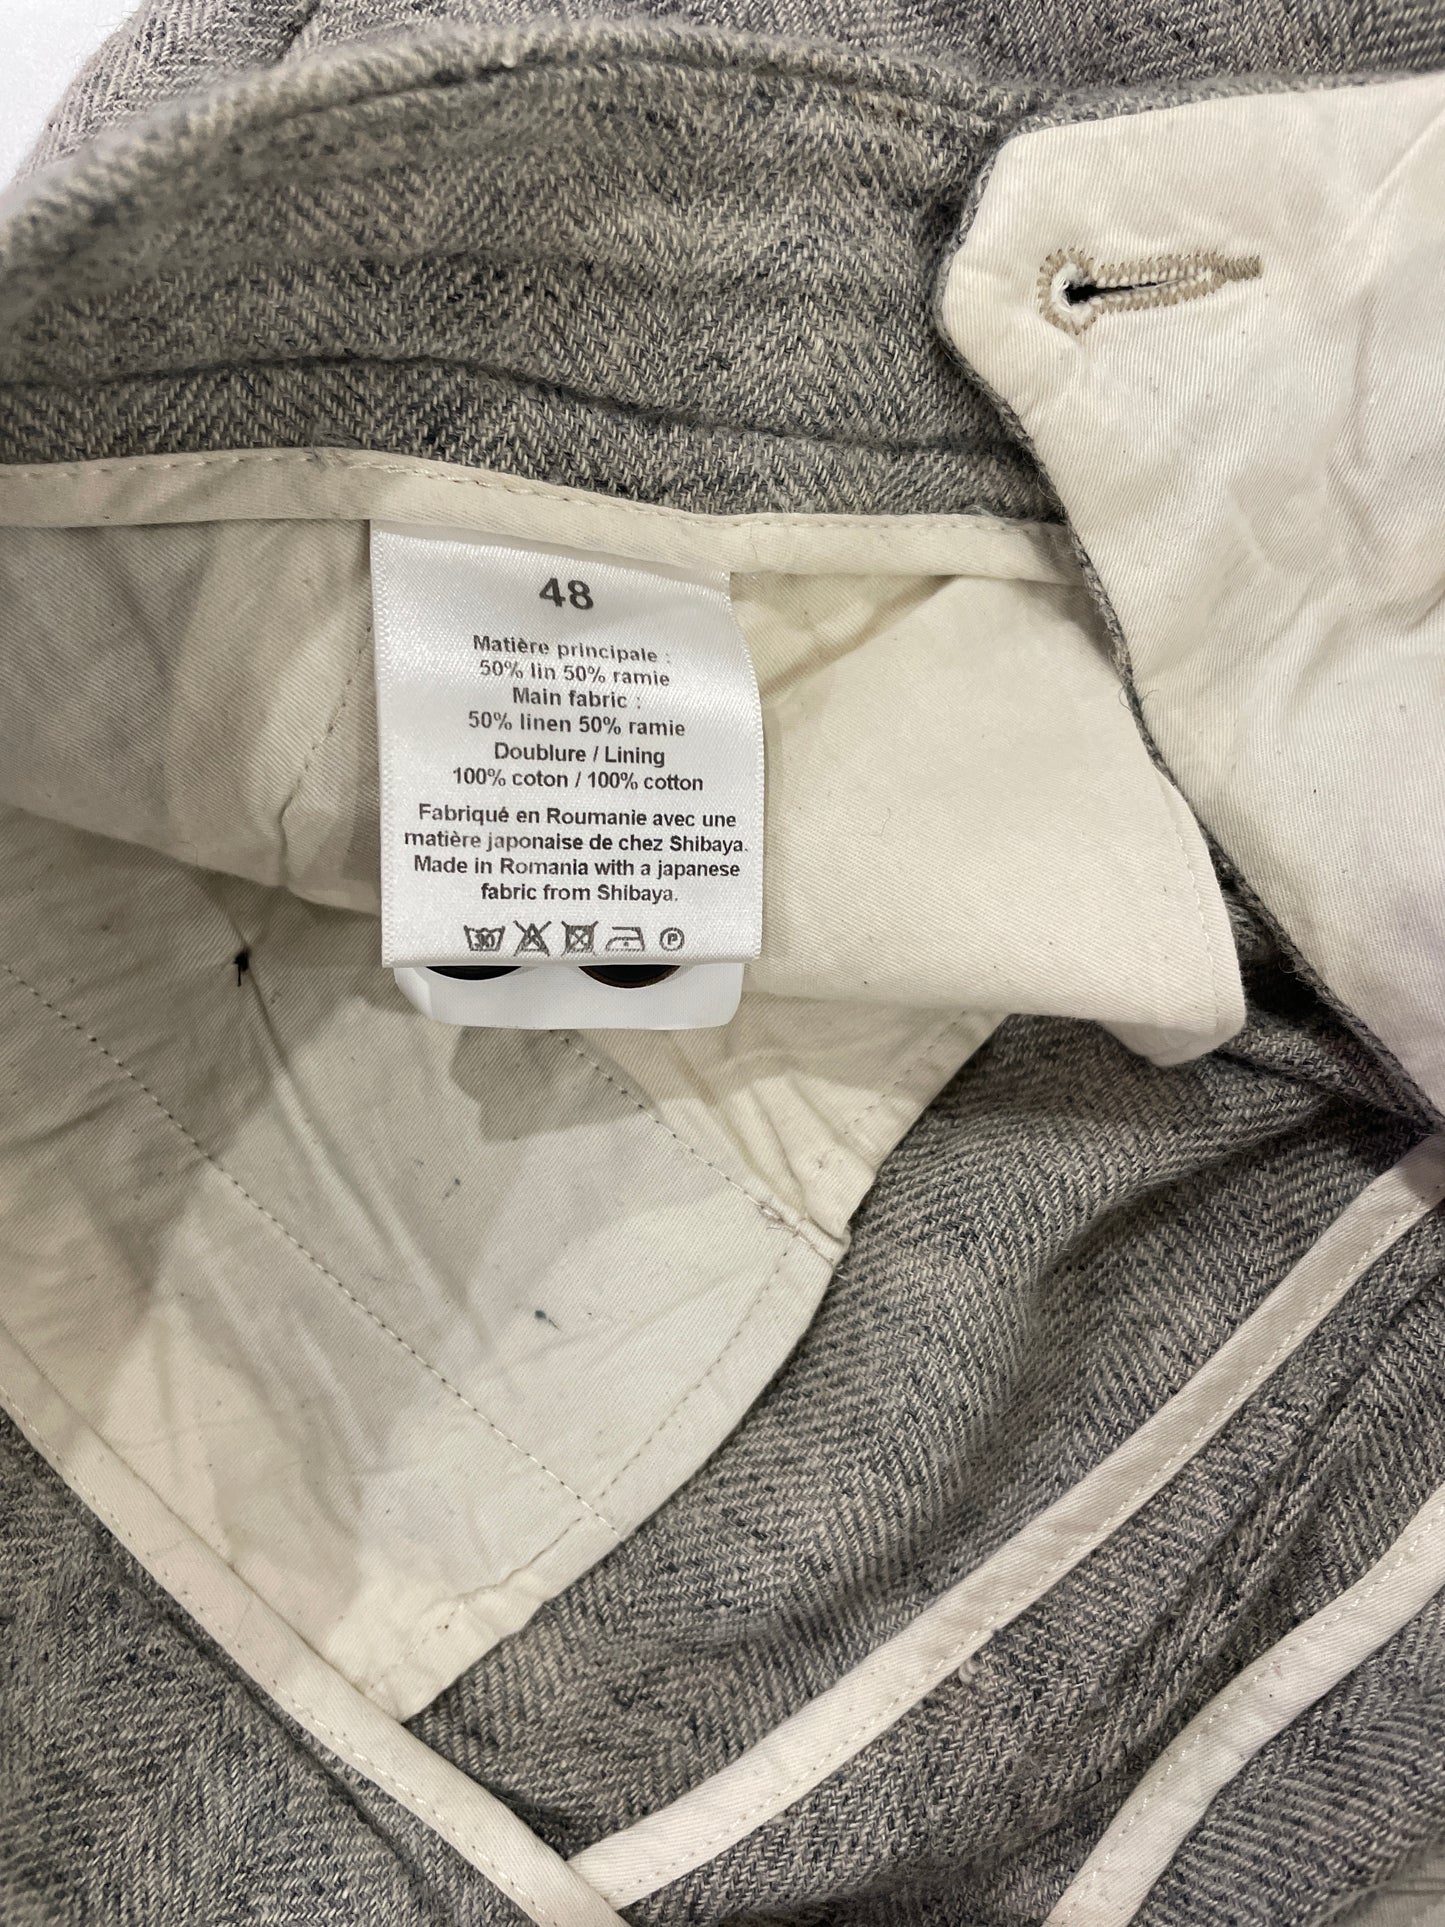 48
Matière principale :
50% lin 50% ramie
Main fabric :
50% linen 50% ramie
Doublure / Lining
100% coton / 100% cotton
Fabriqué en Roumanie avec une
matière japonaise de chez Shibaya.
Made in Romania with a japanese
fabric from Shibaya.
30 P